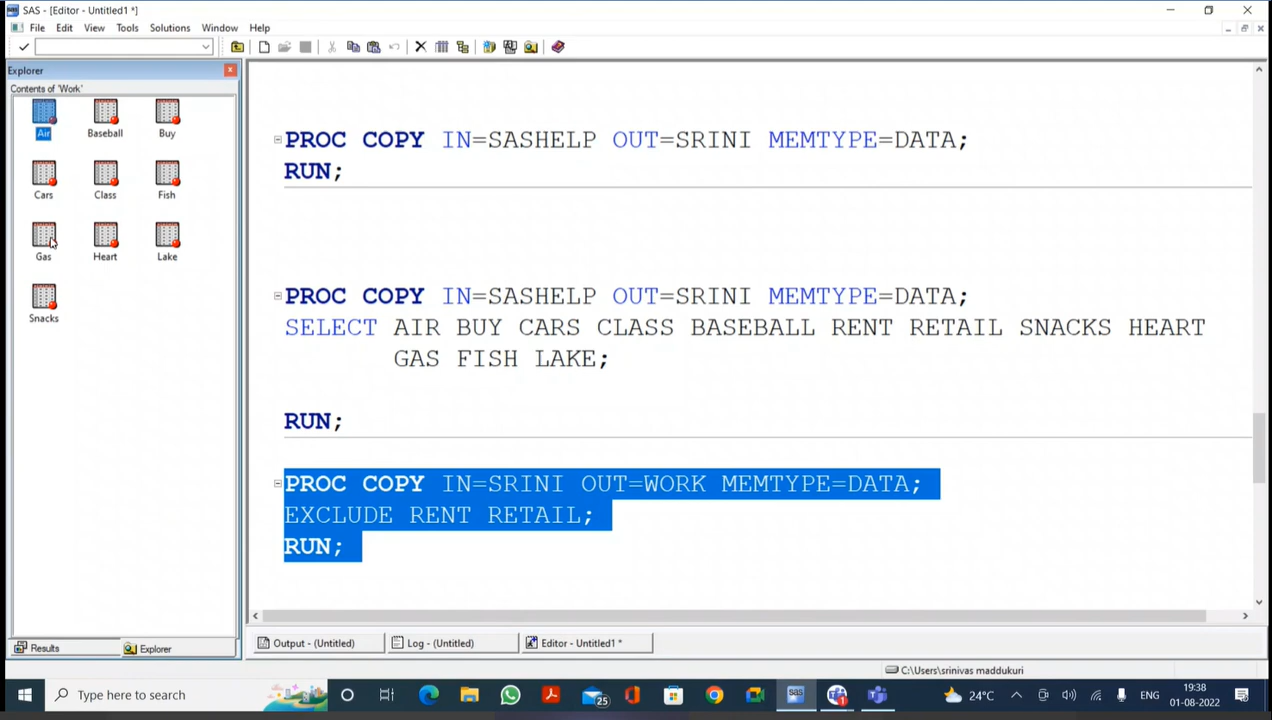 SAS - [Editor - Untitled1 *]
File Edit View Tools Solutions Window Help
Explorer
Contents of 'Work'
Air Baseball Buy
Cars Class Fish
Gas Heart Lake
Snacks
PROC COPY IN=SASHELP OUT=SRINI MEMTYPE=DATA;
RUN;
PROC COPY IN=SASHELP OUT=SRINI MEMTYPE=DATA;
SELECT AIR BUY CARS CLASS BASEBALL RENT RETAIL SNACKS HEART
GAS FISH LAKE;
RUN;
PROC COPY IN=SRINI OUT=WORK MEMTYPE=DATA;
EXCLUDE RENT RETAIL;
RUN;
Results Explorer
Output - (Untitled) Log - (Untitled) Editor - Untitled1 *
C:\Users\srinivas maddukuri
Type here to search
25
sas
1
24°C
ENG
19:38
01-08-2022